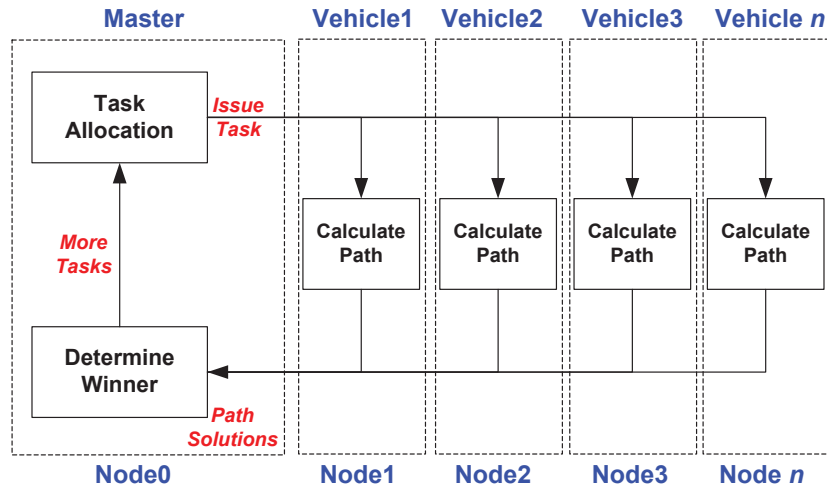 Master Vehicle1 Vehicle2 Vehicle3 Vehicle n
Task
Allocation
Issue
Task
Calculate
Path
Calculate
Path
Calculate
Path
Calculate
Path
More
Tasks
Determine
Winner
Path
Solutions
Node0 Node1 Node2 Node3 Node n